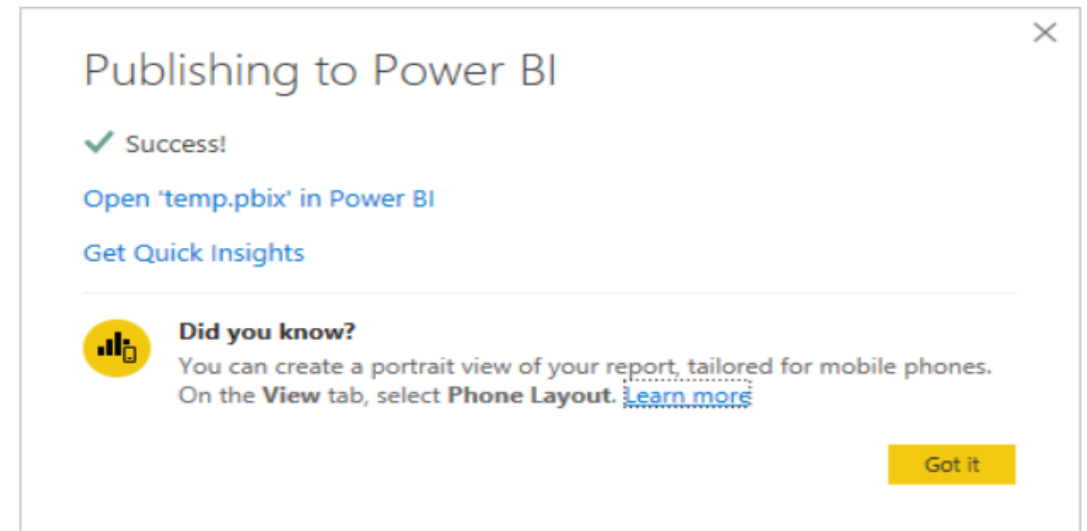 Publishing to Power BI
Success!
Open 'temp.pbix' in Power BI
Get Quick Insights
Did you know?
You can create a portrait view of your report, tailored for mobile phones.
On the View tab, select Phone Layout. Learn more
Got it